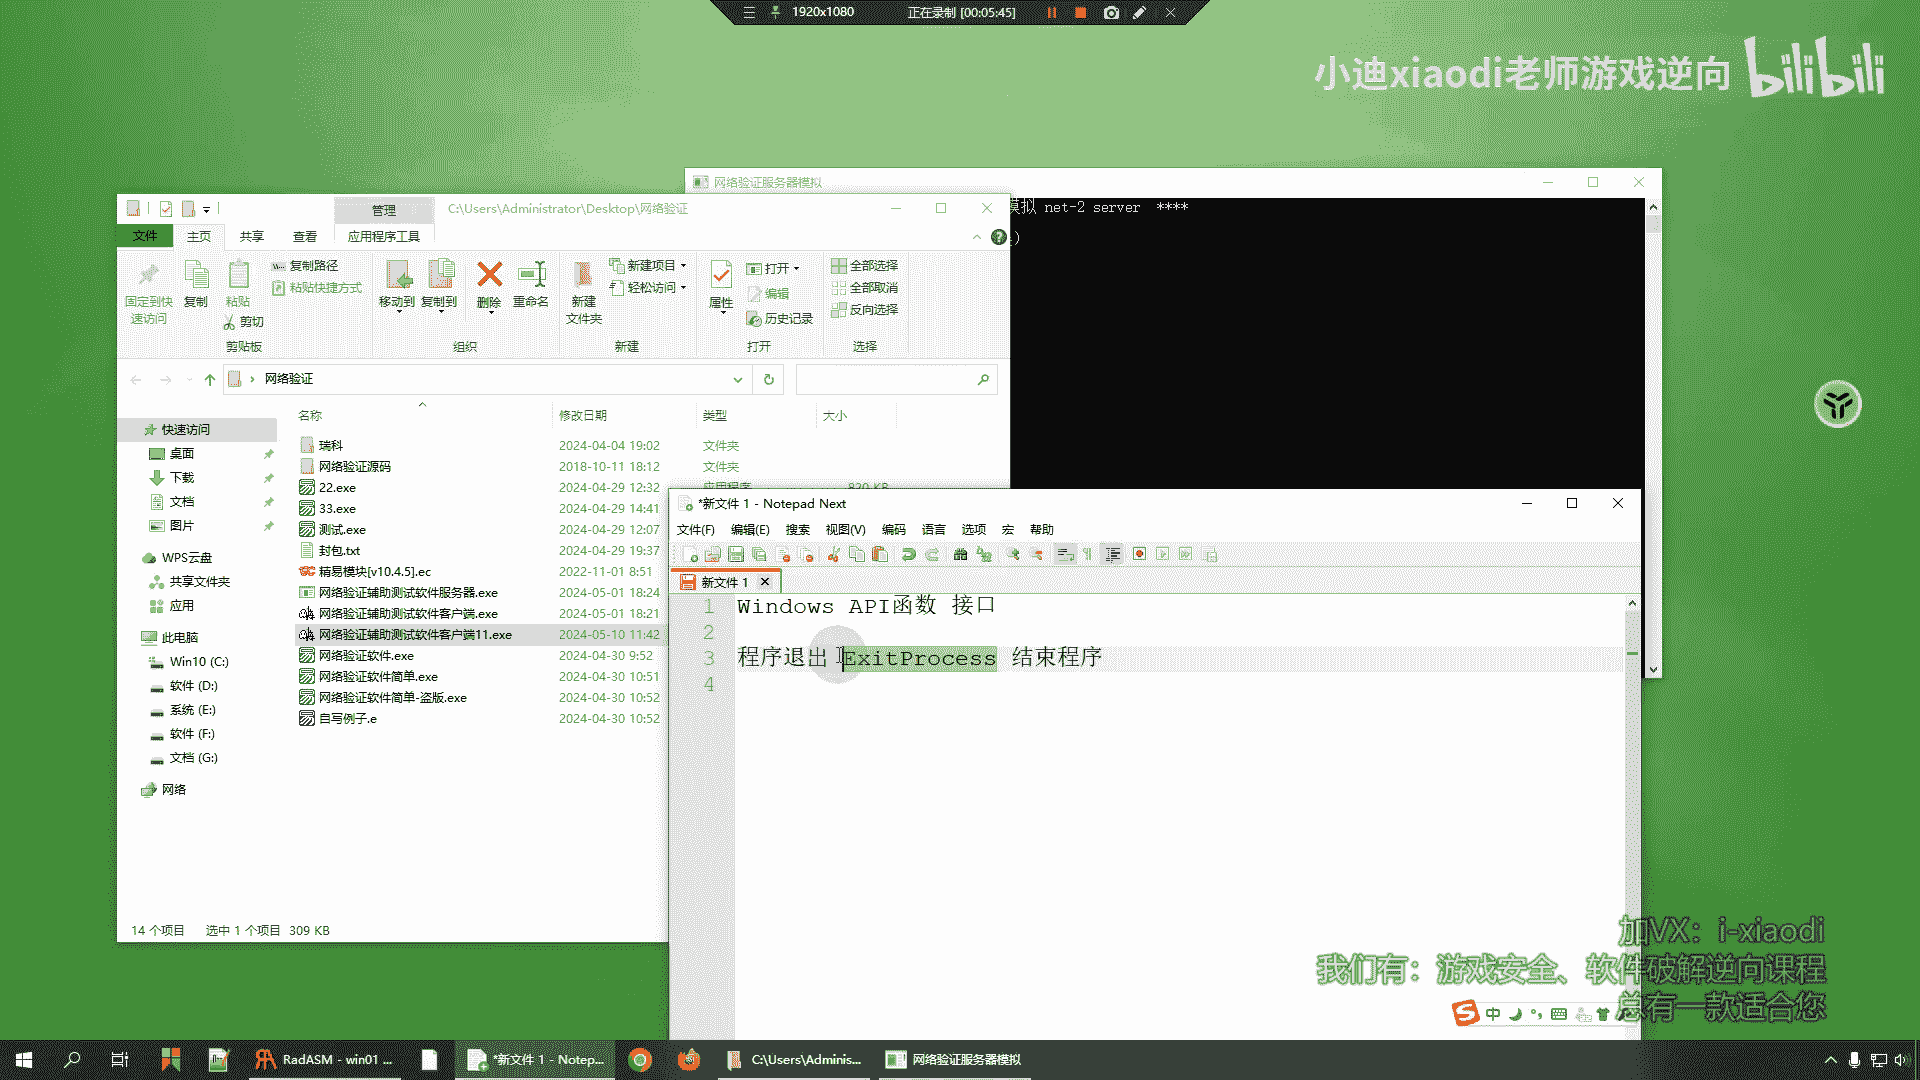 1920x1080 正在录制 [00:05:45]
小迪xiaodi老师游戏逆向 bilibili
网络验证服务器模拟
模拟 net-2 server ****
管理 C:\Users\Administrator\Desktop\网络验证
文件 主页 共享 查看 应用程序工具
固定到快速访问 复制 粘贴 复制路径 粘贴快捷方式 剪切
移动到 复制到 删除 重命名 新建文件夹 新建项目 轻松访问
属性 打开 编辑 历史记录 全部选择 全部取消 反向选择
剪贴板 组织 新建 打开 选择
网络验证
名称 修改日期 类型 大小
快速访问
桌面
下载
文档
图片
WPS云盘
共享文件夹
应用
此电脑
Win10 (C:)
软件 (D:)
系统 (E:)
软件 (F:)
文档 (G:)
网络
瑞科 2024-04-04 19:02 文件夹
网络验证源码 2018-10-11 18:12 文件夹
22.exe 2024-04-29 12:32 应用程序 820 KB
33.exe 2024-04-29 14:41
测试.exe 2024-04-29 12:07
封包.txt 2024-04-29 19:37
精易模块[v10.4.5].ec 2022-11-01 8:51
网络验证辅助测试软件服务器.exe 2024-05-01 18:24
网络验证辅助测试软件客户端.exe 2024-05-01 18:21
网络验证辅助测试软件客户端11.exe 2024-05-10 11:42
网络验证软件.exe 2024-04-30 9:52
网络验证软件简单.exe 2024-04-30 10:51
网络验证软件简单-盗版.exe 2024-04-30 10:52
自写例子.e 2024-04-30 10:52
14 个项目 选中 1 个项目 309 KB
*新文件 1 - Notepad Next
文件(F) 编辑(E) 搜索 视图(V) 编码 语言 选项 宏 帮助
新文件 1
1 Windows API函数 接口
2
3 程序退出 ExitProcess 结束程序
4
加VX：i-xiaodi
我们有：游戏安全、软件破解逆向课程
总有一款适合您
中
RadASM - win01 ...
*新文件 1 - Notep...
C:\Users\Adminis...
网络验证服务器模拟